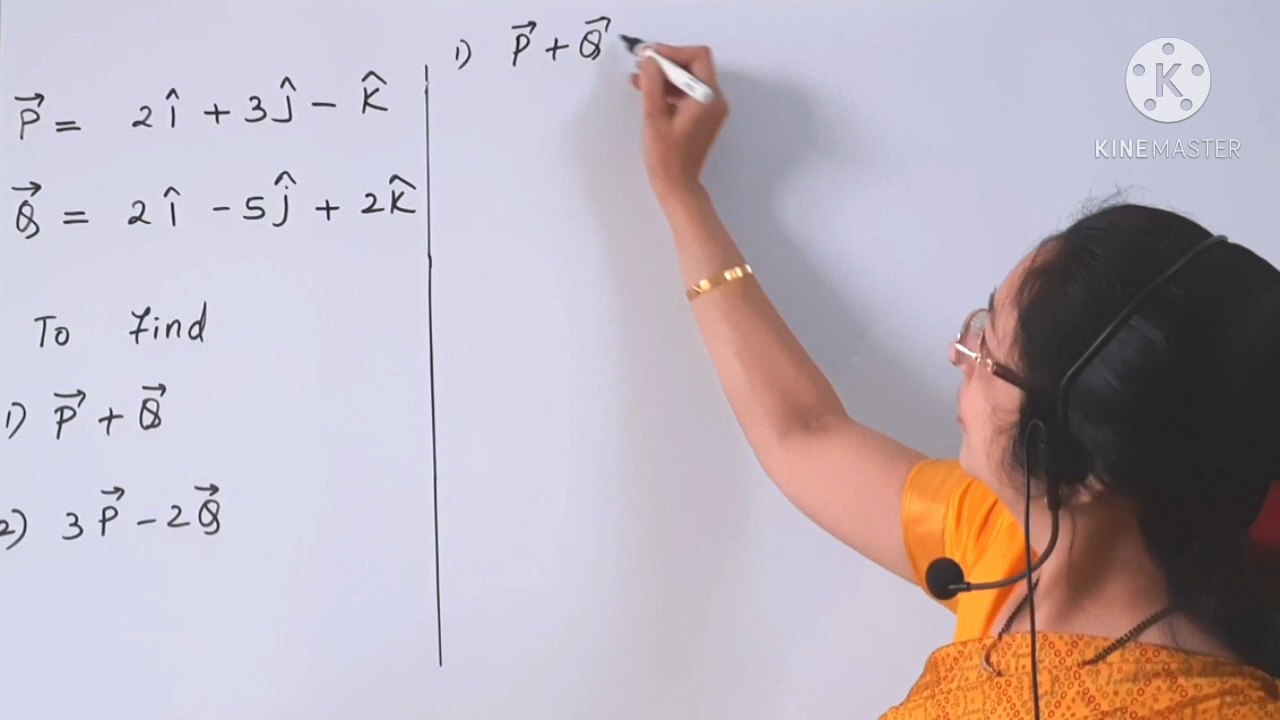 P⃗ = 2î + 3ĵ - k̂
Q⃗ = 2î - 5ĵ + 2k̂
To Find
1) P⃗ + Q⃗
2) 3P⃗ - 2Q⃗
1) P⃗ + Q⃗
K
KINEMASTER